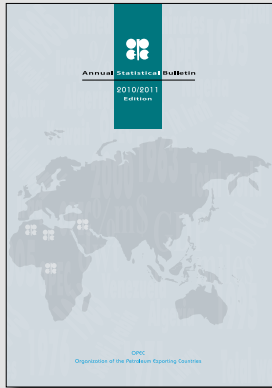 Annual Statistical Bulletin
2010/2011
Edition
OPEC
Organization of the Petroleum Exporting Countries